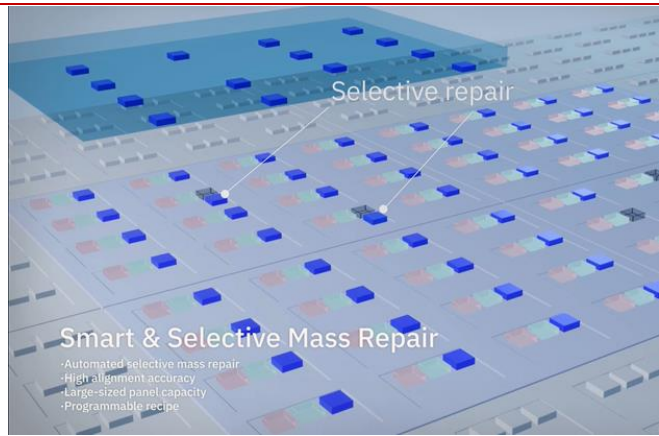 Selective repair
Smart & Selective Mass Repair
·Automated selective mass repair
·High alignment accuracy
·Large-sized panel capacity
·Programmable recipe